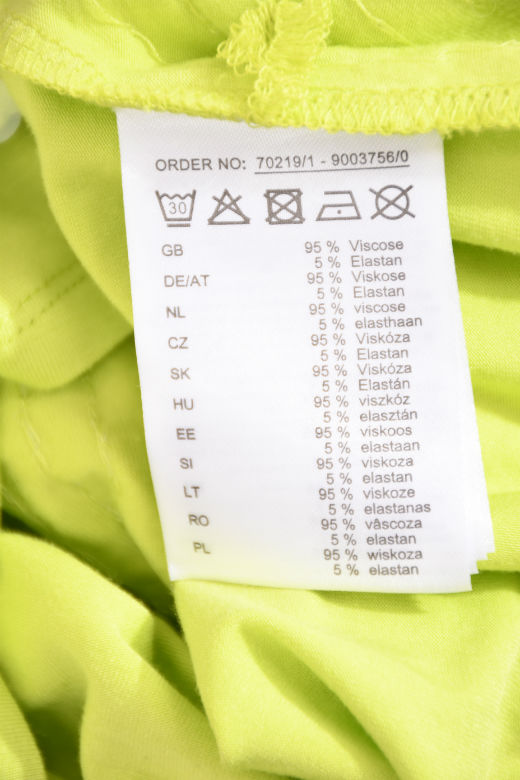 ORDER NO: 70219/1 - 9003756/0
30
GB 95 % Viscose
5 % Elastan
DE/AT 95 % Viskose
5 % Elastan
NL 95 % viscose
5 % elasthaan
CZ 95 % Viskóza
5 % Elastan
SK 95 % Viskóza
5 % Elastán
HU 95 % viszkóz
5 % elasztán
EE 95 % viskoos
5 % elastaan
SI 95 % viskoza
5 % elastan
LT 95 % viskoze
5 % elastanas
RO 95 % vâscoza
5 % elastan
PL 95 % wiskoza
5 % elastan